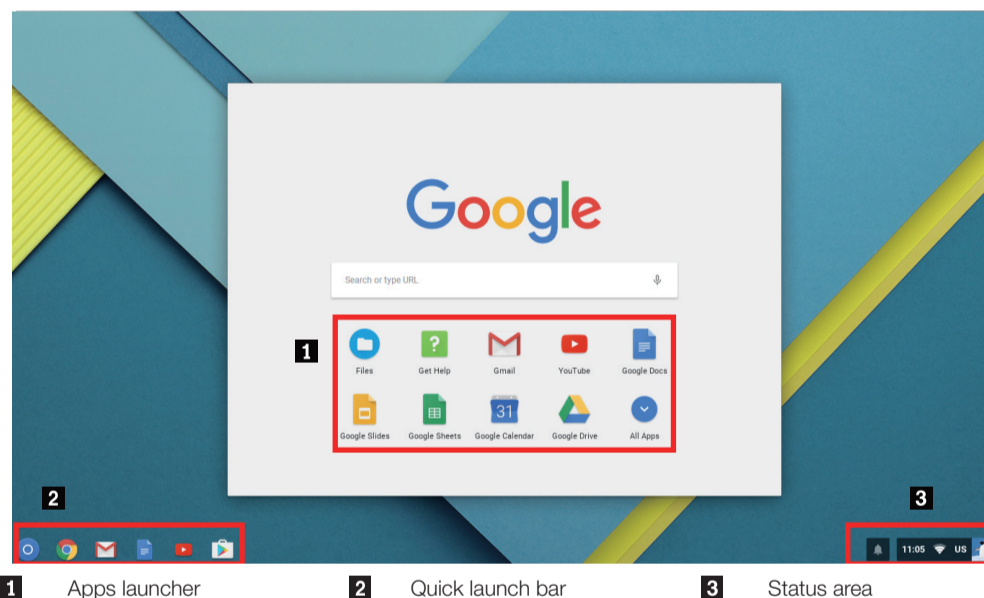 Google
Search or type URL
1
Files Get Help Gmail YouTube Google Docs
31
Google Slides Google Sheets Google Calendar Google Drive All Apps
2
3
11:05 US
1 Apps launcher 2 Quick launch bar 3 Status area